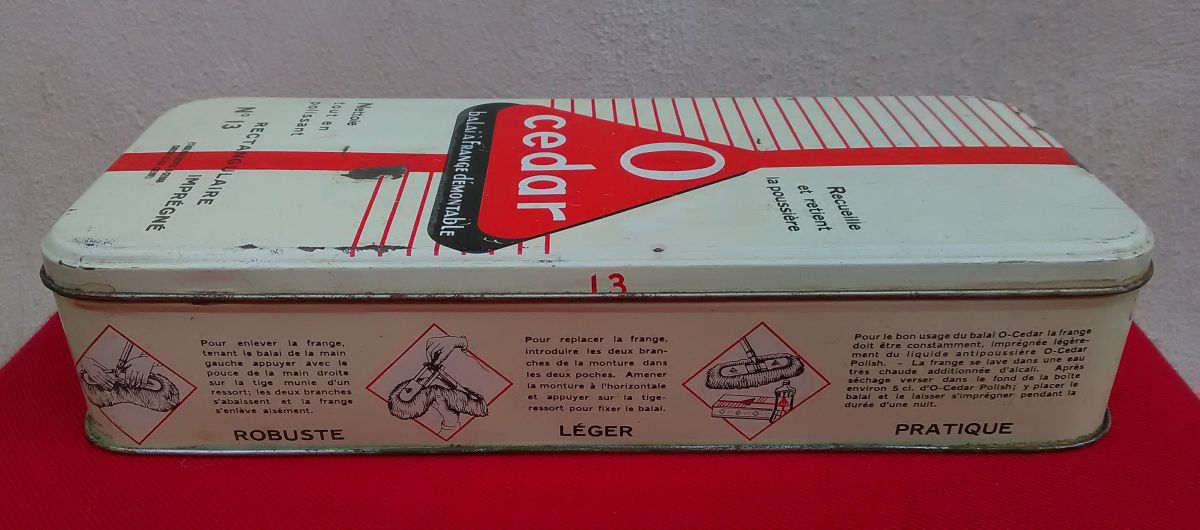 Nettoie
tout en
polissant
N° 13
RECTANGULAIRE
IMPRÉGNÉ
O
cedar
balai à FRANGE démontable
Recueille
et retient
la poussière
13
Pour enlever la frange,
tenant le balai de la main
gauche appuyer avec le
pouce de la main droite
sur la tige munie d'un
ressort; les deux branches
s'abaissent et la frange
s'enlève aisément.
ROBUSTE
Pour replacer la frange,
introduire les deux bran-
ches de la monture dans
les deux poches. Amener
la monture à l'horizontale
et appuyer sur la tige-
ressort pour fixer le balai.
LÉGER
Pour le bon usage du balai O-Cedar la frange
doit être constamment, imprégnée légère-
ment du liquide antipoussière O-Cedar
Polish. La frange se lave dans une eau
très chaude additionnée d'alcali. Après
séchage verser dans le fond de la boîte
environ 5 cl. d'O-Cedar Polish; y placer le
balai et le laisser s'imprégner pendant la
durée d'une nuit.
PRATIQUE